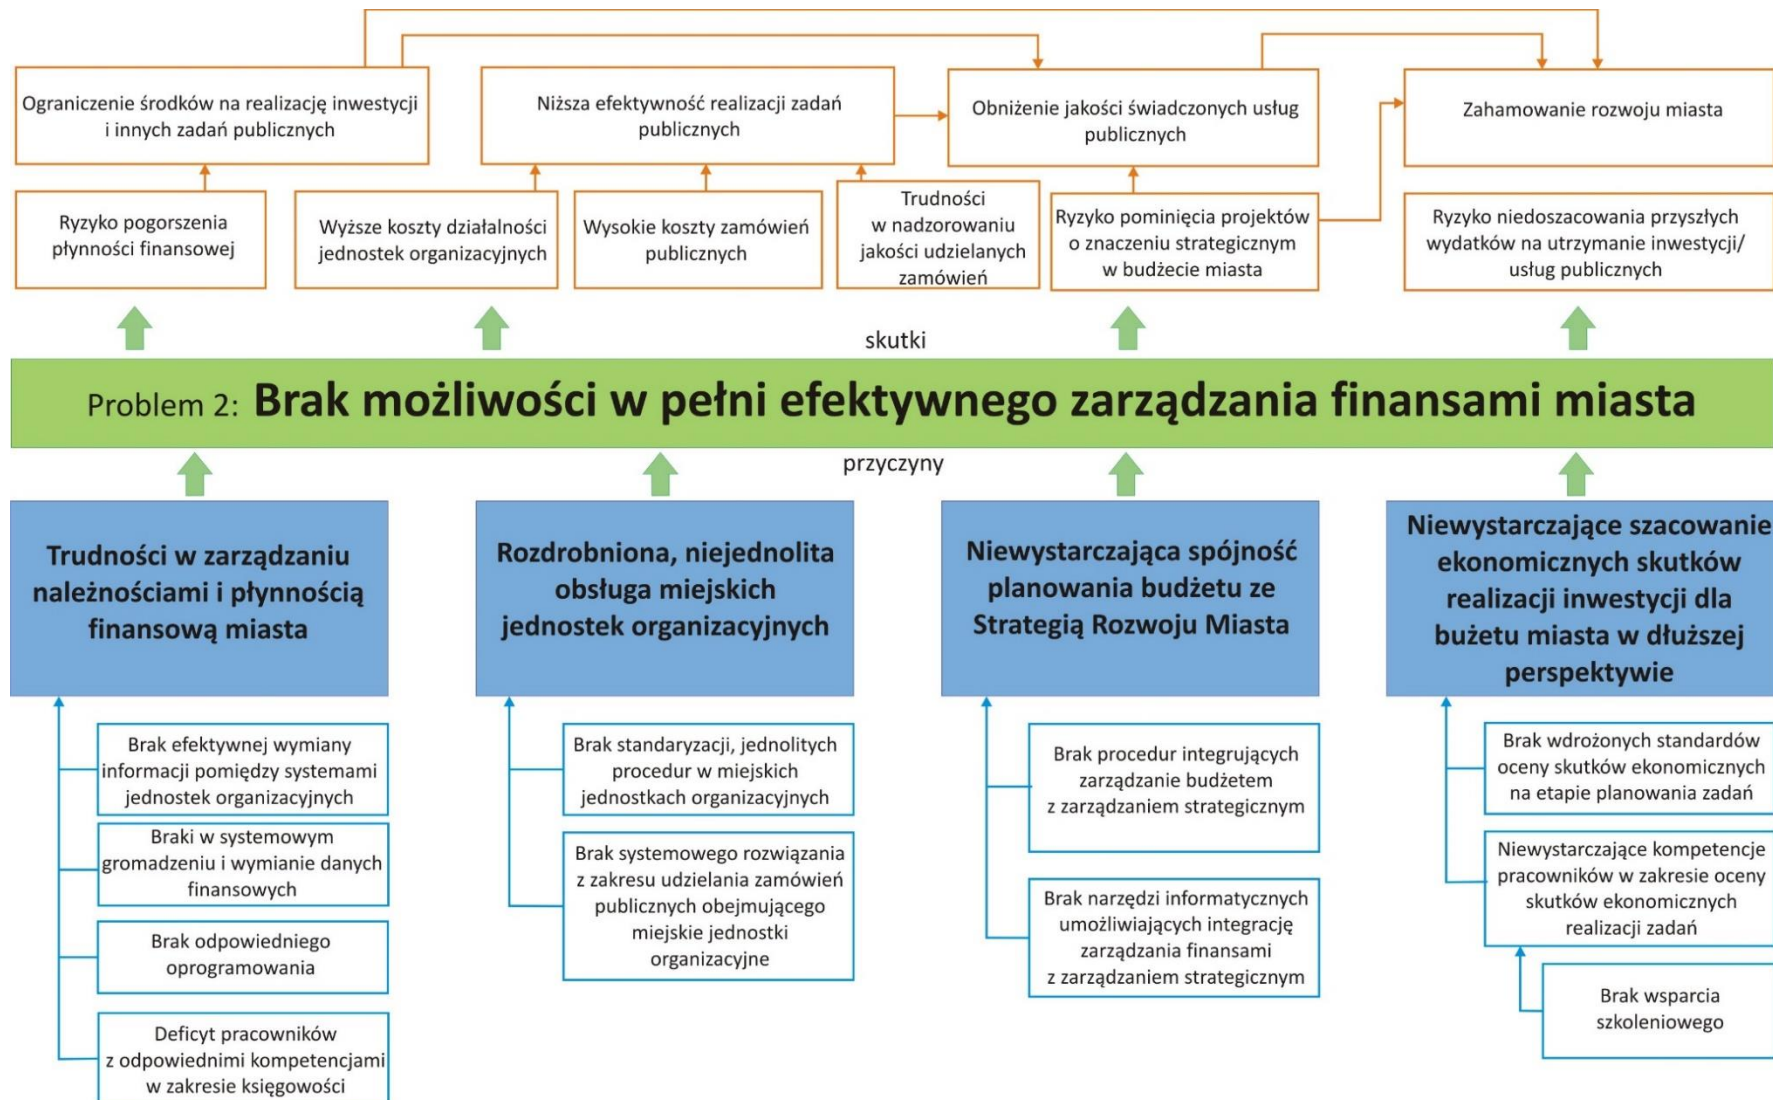 Ograniczenie środków na realizację inwestycji
i innych zadań publicznych
Niższa efektywność realizacji zadań
publicznych
Obniżenie jakości świadczonych usług
publicznych
Zahamowanie rozwoju miasta
Ryzyko pogorszenia
płynności finansowej
Wyższe koszty działalności
jednostek organizacyjnych
Wysokie koszty zamówień
publicznych
Trudności
w nadzorowaniu
jakości udzielanych
zamówień
Ryzyko pominięcia projektów
o znaczeniu strategicznym
w budżecie miasta
Ryzyko niedoszacowania przyszłych
wydatków na utrzymanie inwestycji/
usług publicznych
skutki
Problem 2: Brak możliwości w pełni efektywnego zarządzania finansami miasta
przyczyny
Trudności w zarządzaniu
należnościami i płynnością
finansową miasta
Rozdrobniona, niejednolita
obsługa miejskich
jednostek organizacyjnych
Niewystarczająca spójność
planowania budżetu ze
Strategią Rozwoju Miasta
Niewystarczające szacowanie
ekonomicznych skutków
realizacji inwestycji dla
bużetu miasta w dłuższej
perspektywie
Brak efektywnej wymiany
informacji pomiędzy systemami
jednostek organizacyjnych
Braki w systemowym
gromadzeniu i wymianie danych
finansowych
Brak odpowiedniego
oprogramowania
Deficyt pracowników
z odpowiednimi kompetencjami
w zakresie księgowości
Brak standaryzacji, jednolitych
procedur w miejskich
jednostkach organizacyjnych
Brak systemowego rozwiązania
z zakresu udzielania zamówień
publicznych obejmującego
miejskie jednostki
organizacyjne
Brak procedur integrujących
zarządzanie budżetem
z zarządzaniem strategicznym
Brak narzędzi informatycznych
umożliwiających integrację
zarządzania finansami
z zarządzaniem strategicznym
Brak wdrożonych standardów
oceny skutków ekonomicznych
na etapie planowania zadań
Niewystarczające kompetencje
pracowników w zakresie oceny
skutków ekonomicznych
realizacji zadań
Brak wsparcia
szkoleniowego